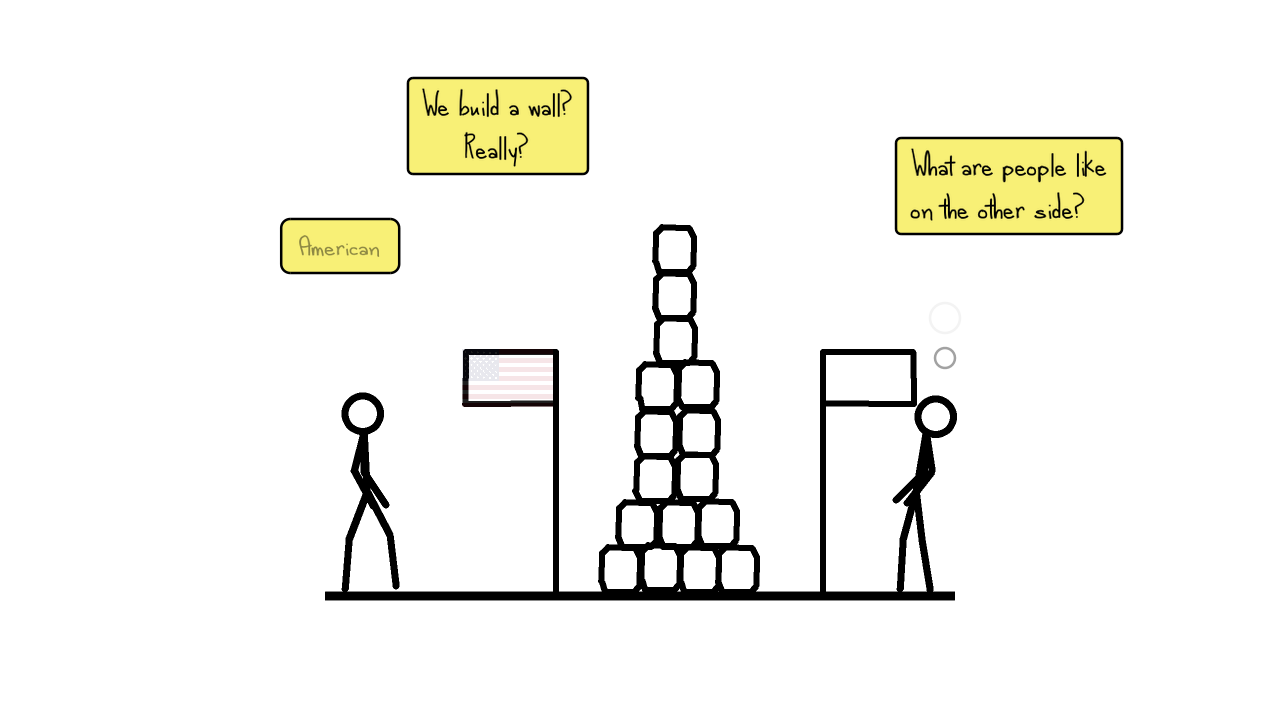 We build a wall?
Really?
What are people like
on the other side?
American